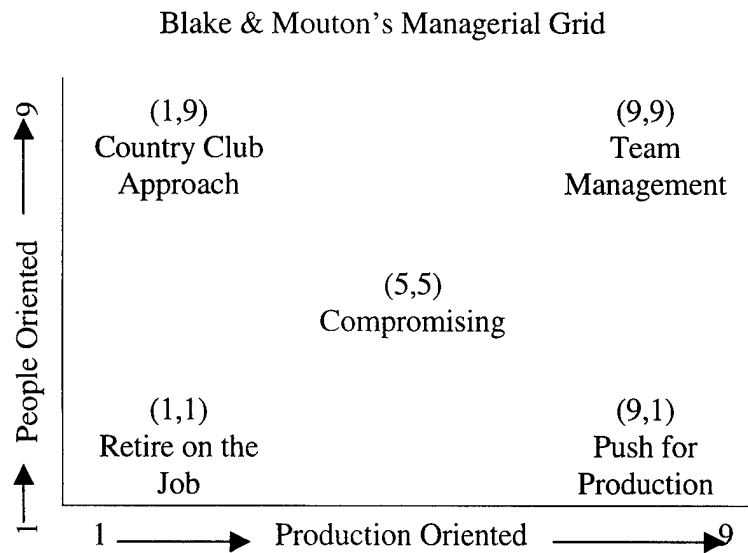 Blake & Mouton's Managerial Grid
(1,9)
Country Club
Approach
(9,9)
Team
Management
(5,5)
Compromising
(1,1)
Retire on the
Job
(9,1)
Push for
Production
1
People Oriented
9
1
Production Oriented
9